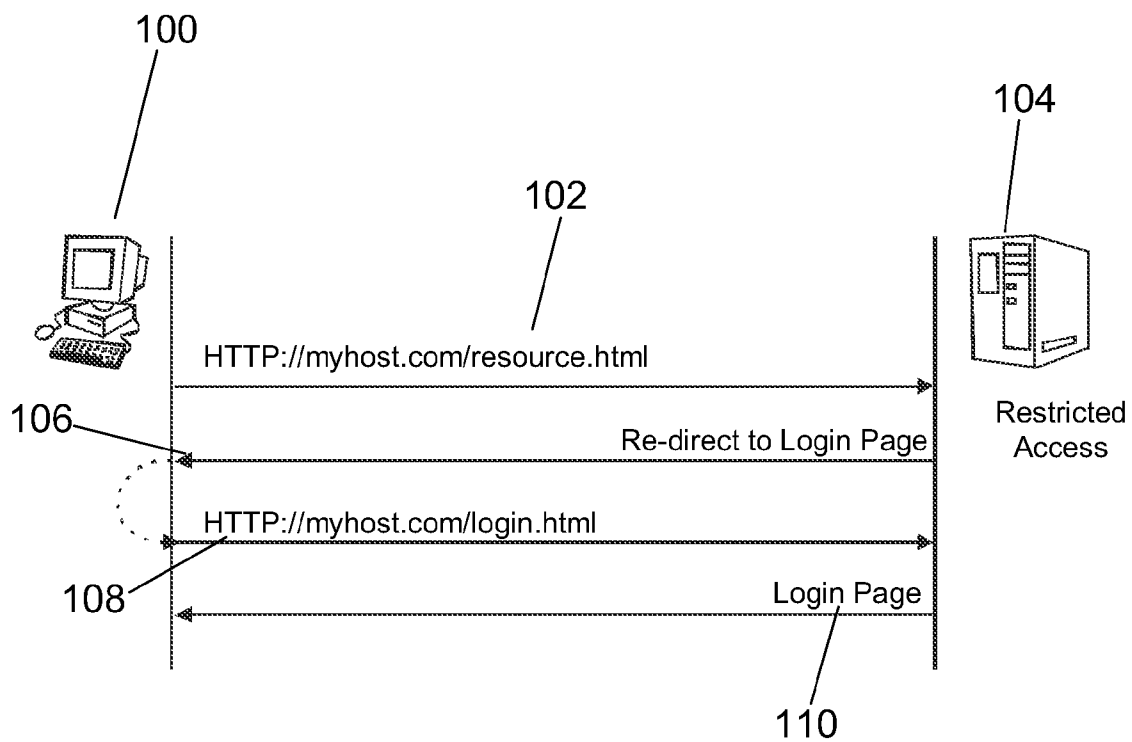 100
104
102
HTTP://myhost.com/resource.html
Restricted
Access
106
Re-direct to Login Page
HTTP://myhost.com/login.html
108
Login Page
110